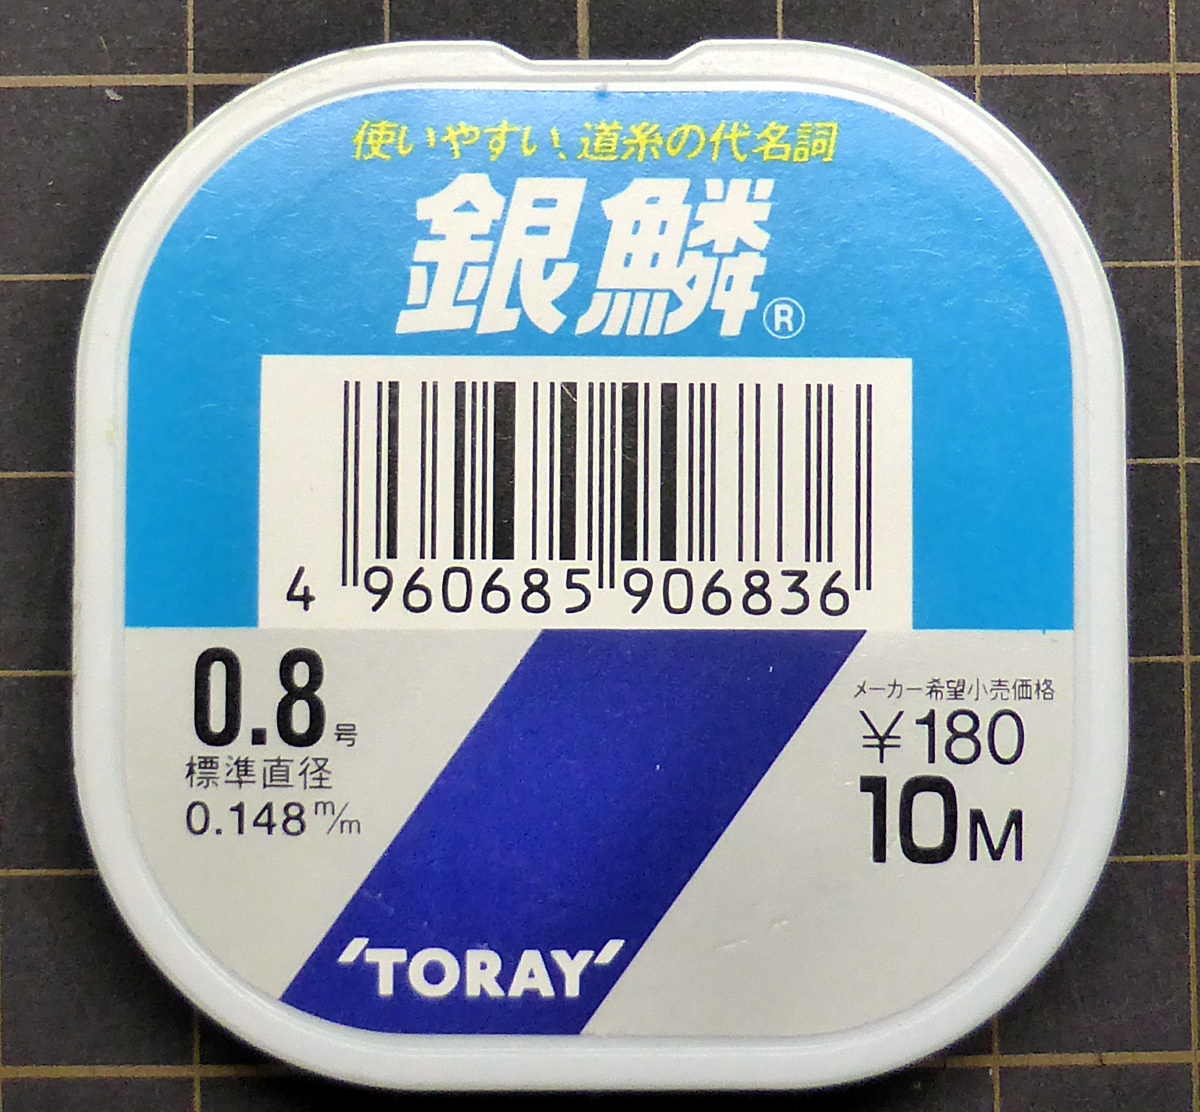 使いやすい、道糸の代名詞
銀鱗®
4 960685 906836
0.8号
標準直径
0.148m/m
メーカー希望小売価格
¥180
10M
'TORAY'